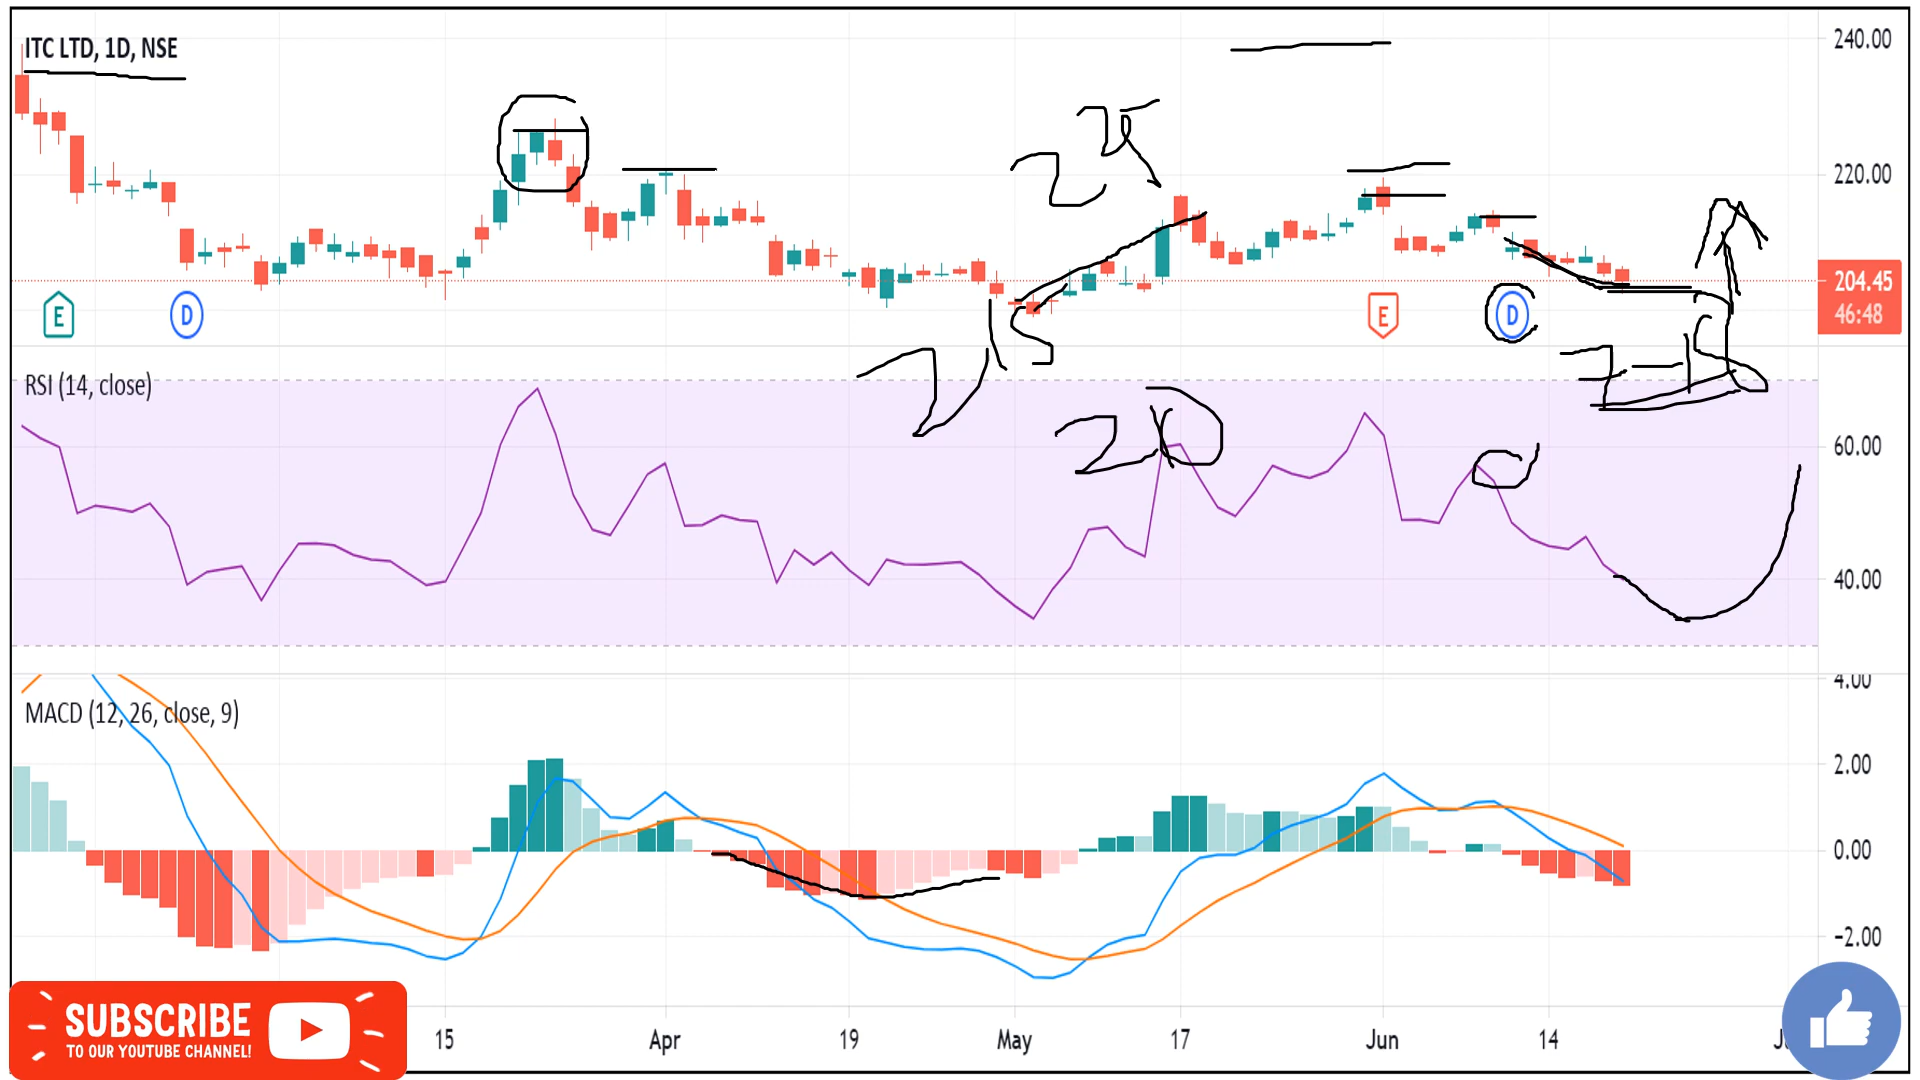 ITC LTD, 1D, NSE
240.00
220.00
204.45
46:48
E
D
E
D
RSI (14, close)
60.00
40.00
4.00
MACD (12, 26, close, 9)
2.00
0.00
-2.00
SUBSCRIBE
TO OUR YOUTUBE CHANNEL!
15 Apr 19 May 17 Jun 14